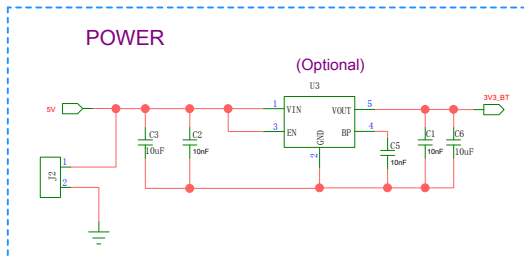 POWER
(Optional)
U3
5V
1
VIN
VOUT
5
3V3_BT
3
EN
BP
4
GND
2
C3
10uF
C2
10nF
C5
10nF
C1
10nF
C6
10uF
J2
1
2